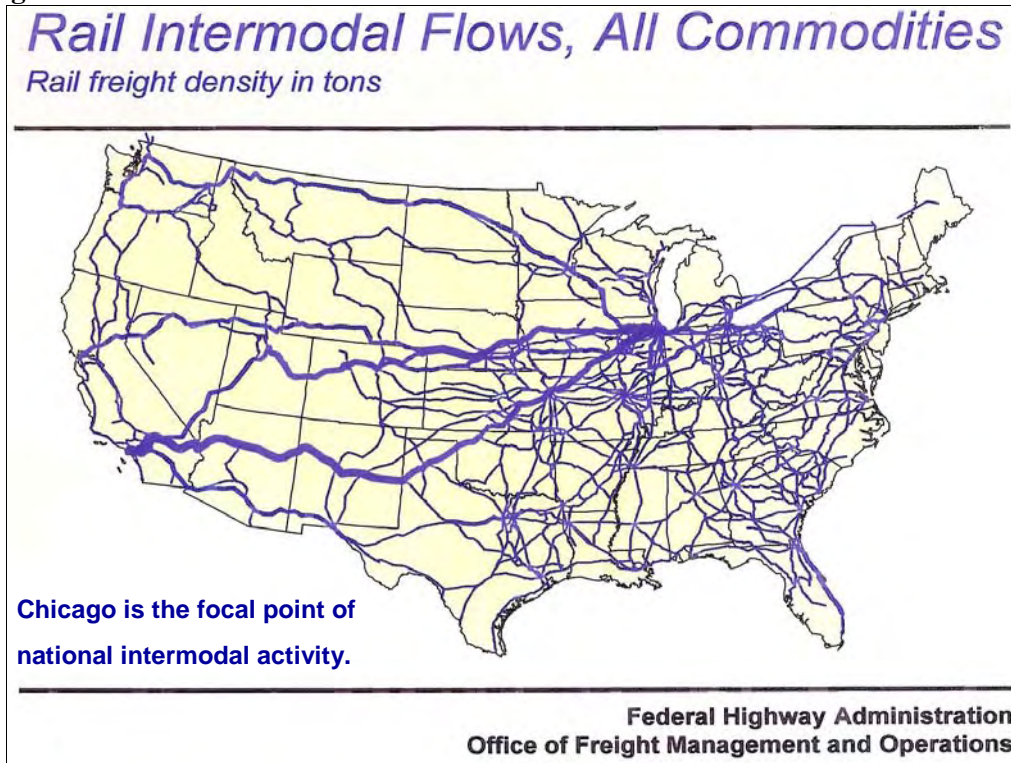 Rail Intermodal Flows, All Commodities
Rail freight density in tons
Chicago is the focal point of
national intermodal activity.
Federal Highway Administration
Office of Freight Management and Operations